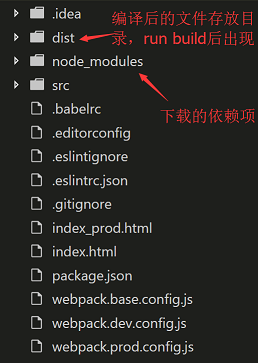 .idea
编译后的文件存放目
dist
录，run build后出现
node_modules
下载的依赖项
src
.babelrc
.editorconfig
.eslintignore
.eslintrc.json
.gitignore
index_prod.html
index.html
package.json
webpack.base.config.js
webpack.dev.config.js
webpack.prod.config.js